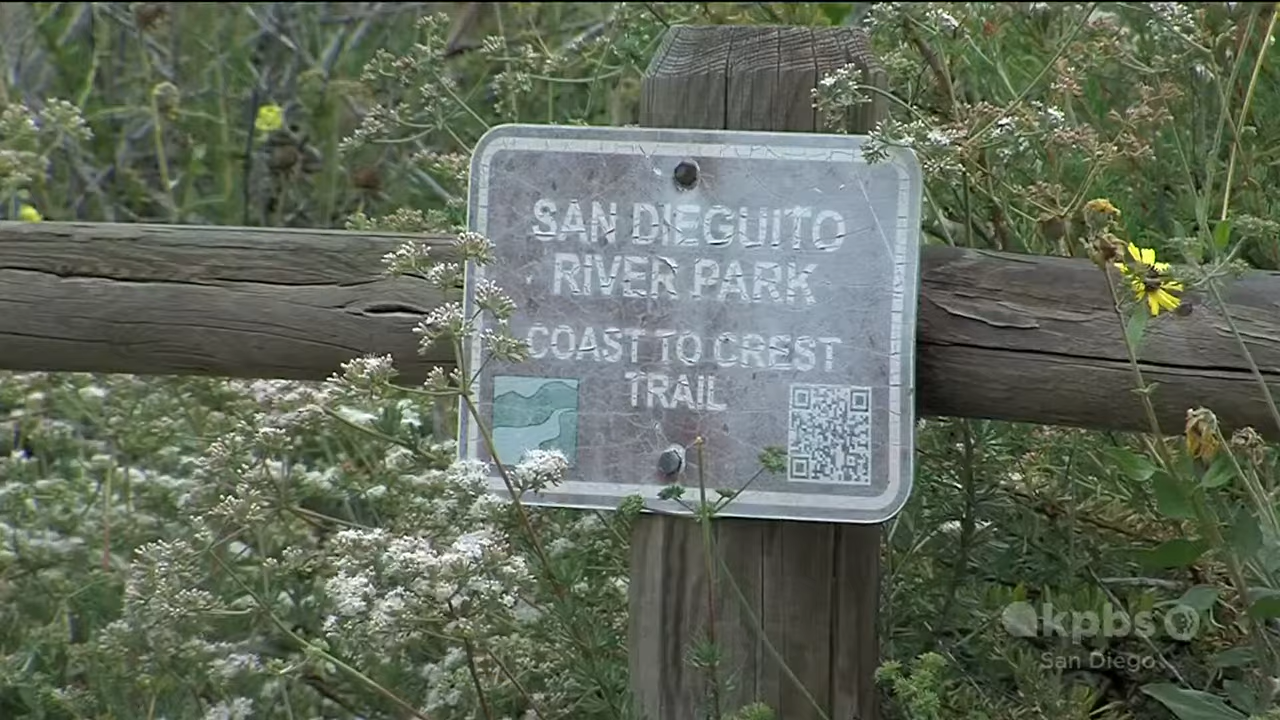 SAN DIEGUITO
RIVER PARK
COAST TO CREST
TRAIL
kpbs
San Diego